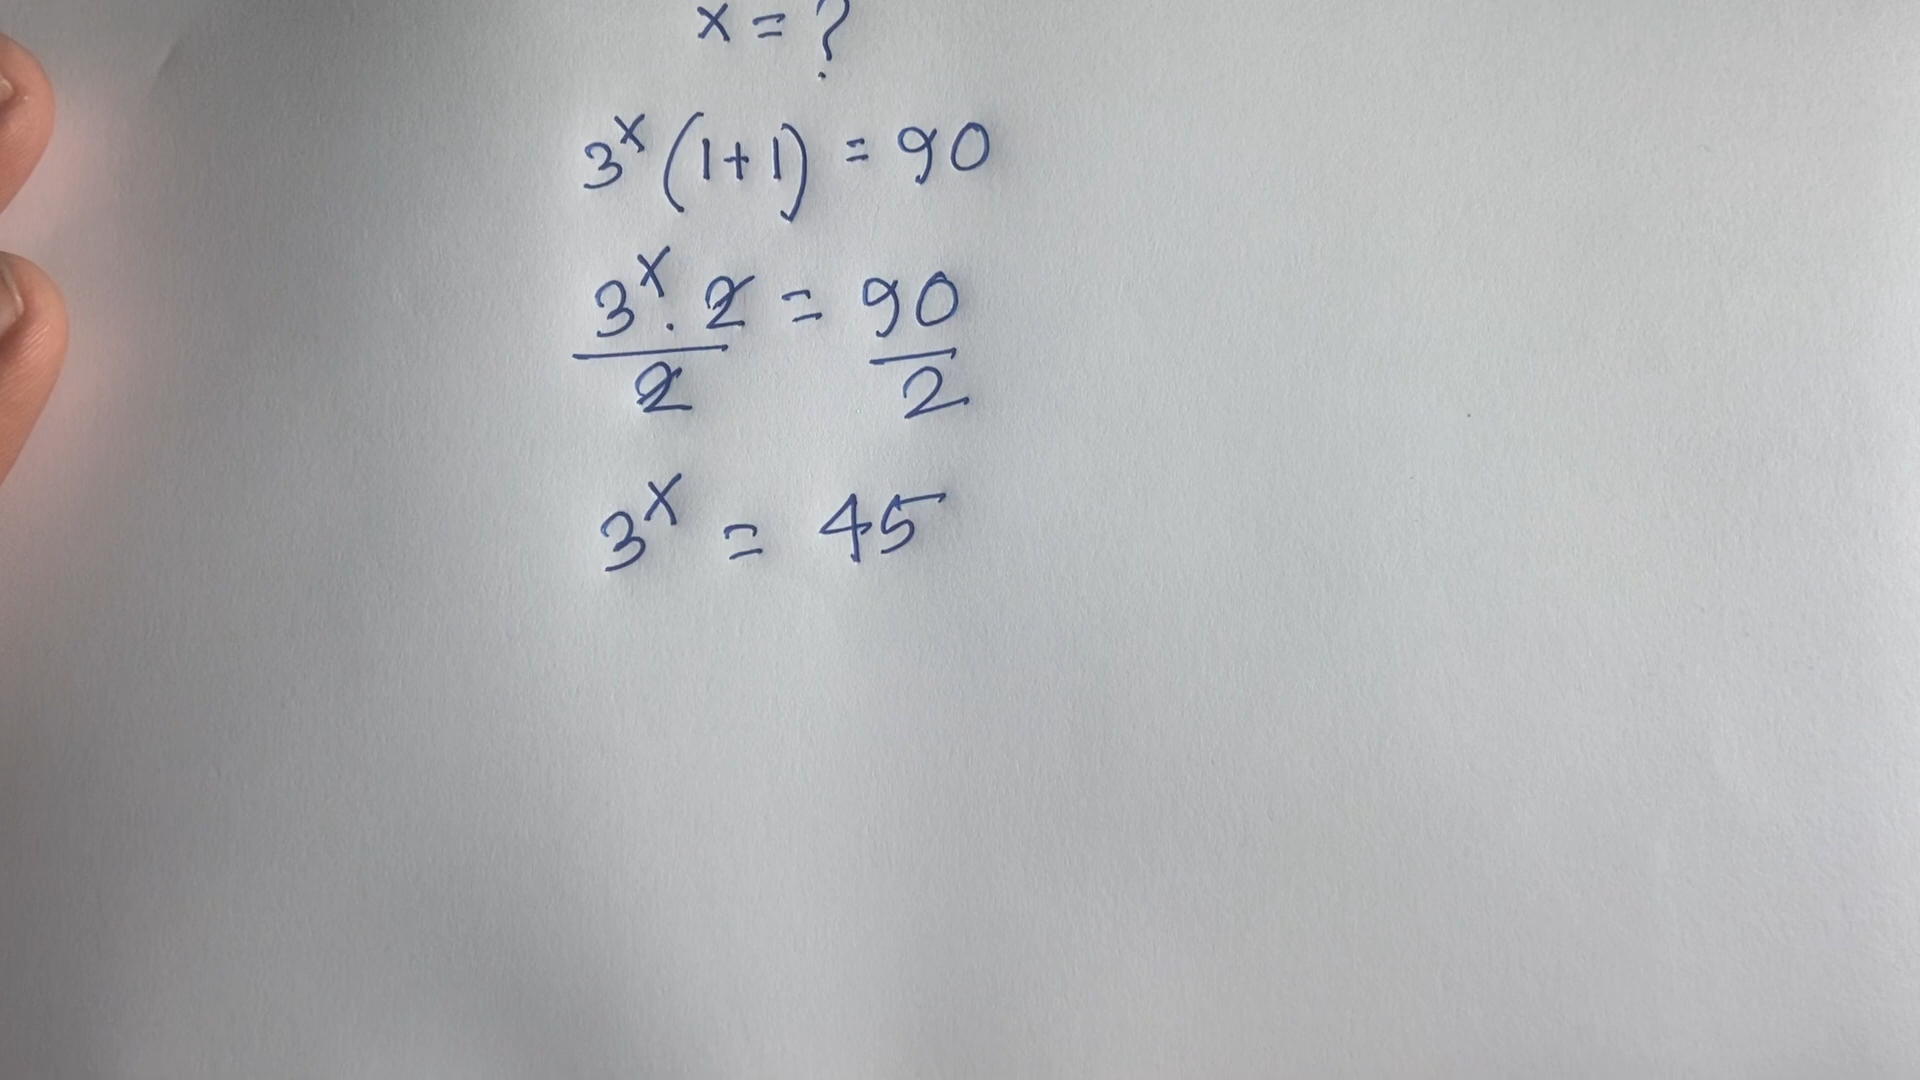 x = ?
3^x (1+1) = 90
3^x . 2 / 2 = 90 / 2
3^x = 45